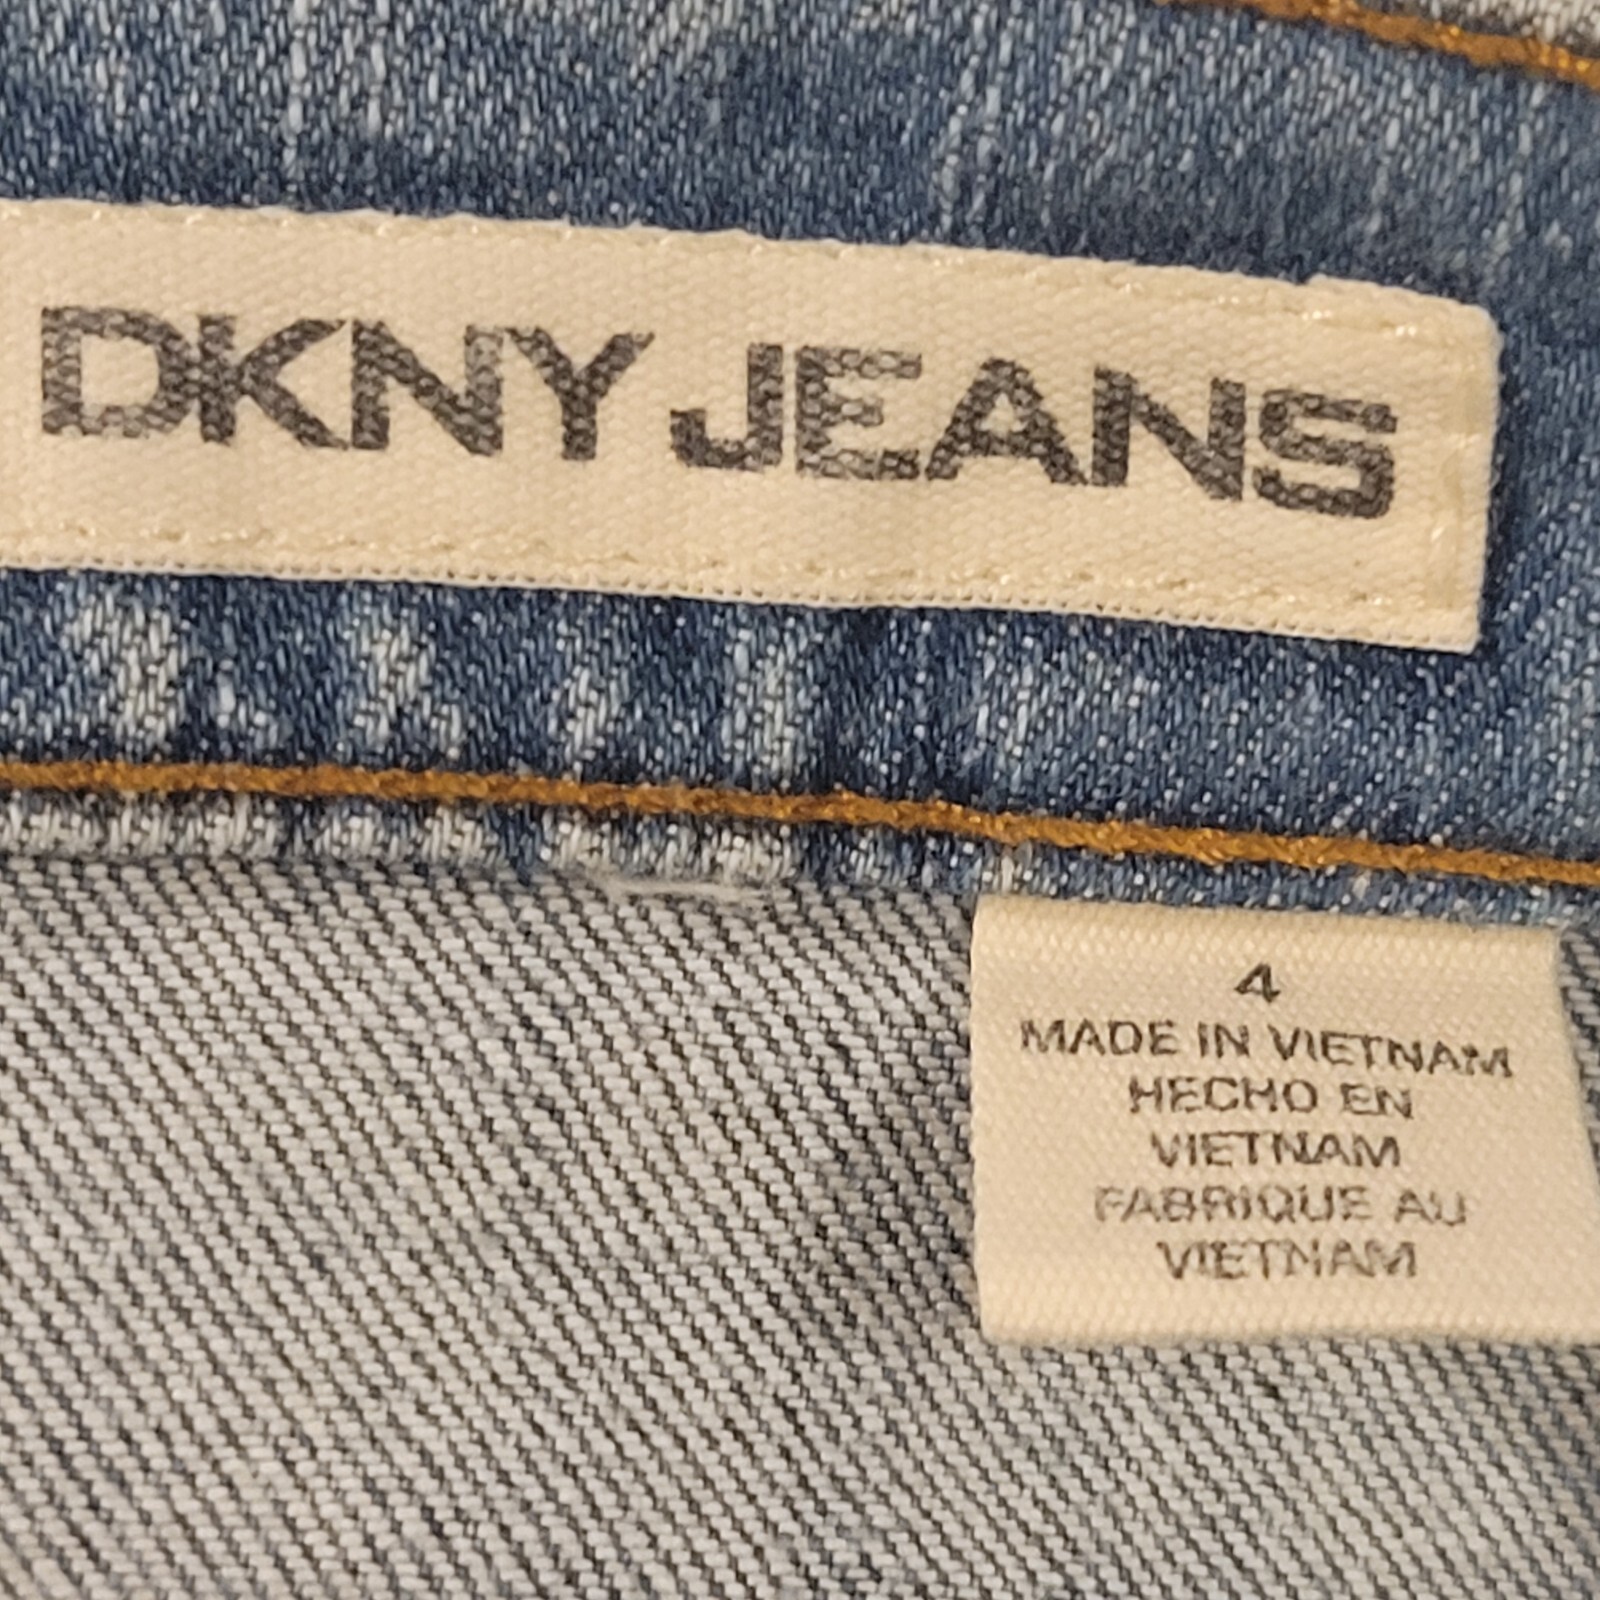 DKNY JEANS
4
MADE IN VIETNAM
HECHO EN
VIETNAM
FABRIQUE AU
VIETNAM